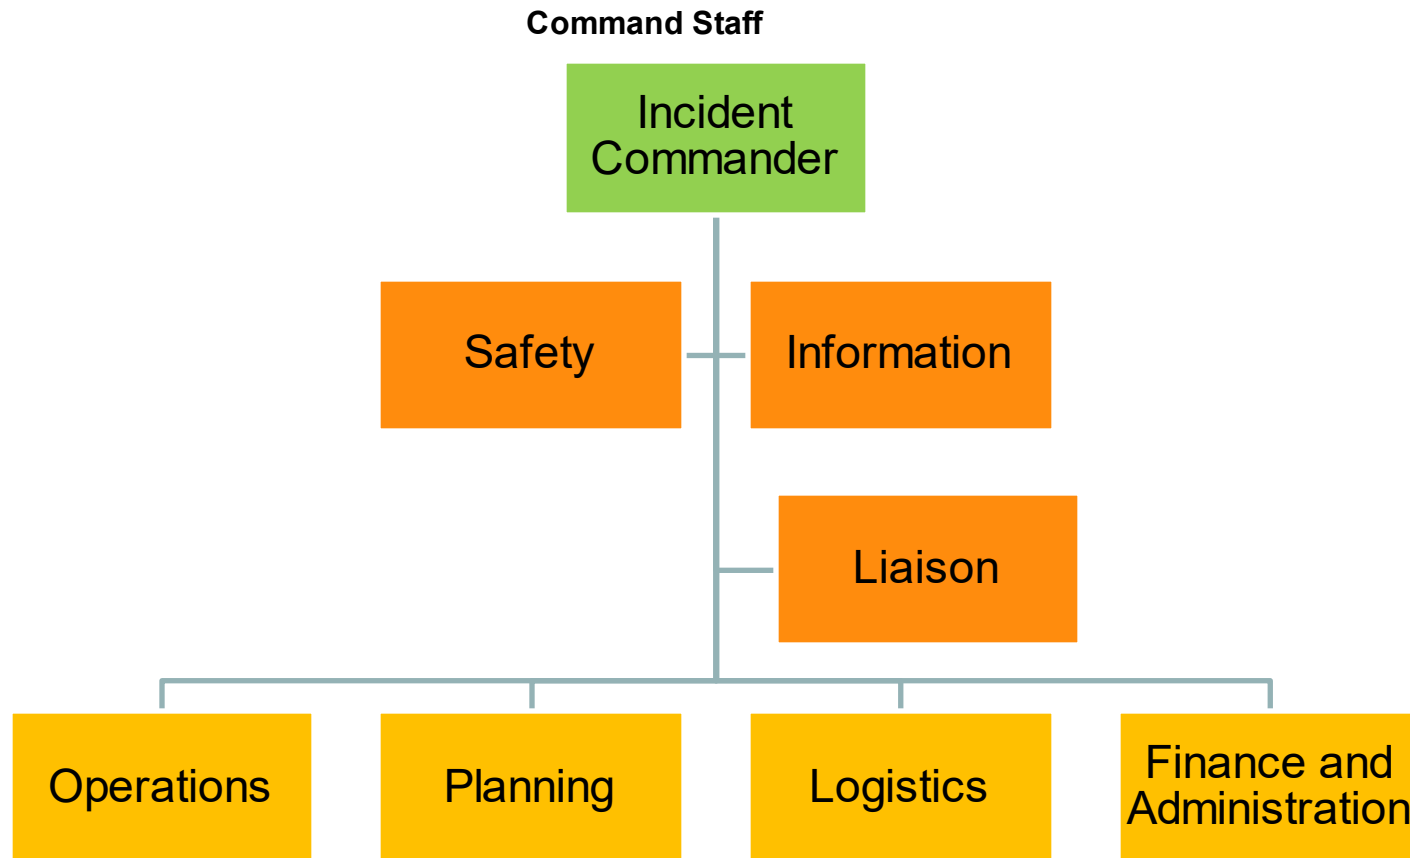 Command Staff
Incident
Commander
Safety
Information
Liaison
Operations
Planning
Logistics
Finance and
Administration